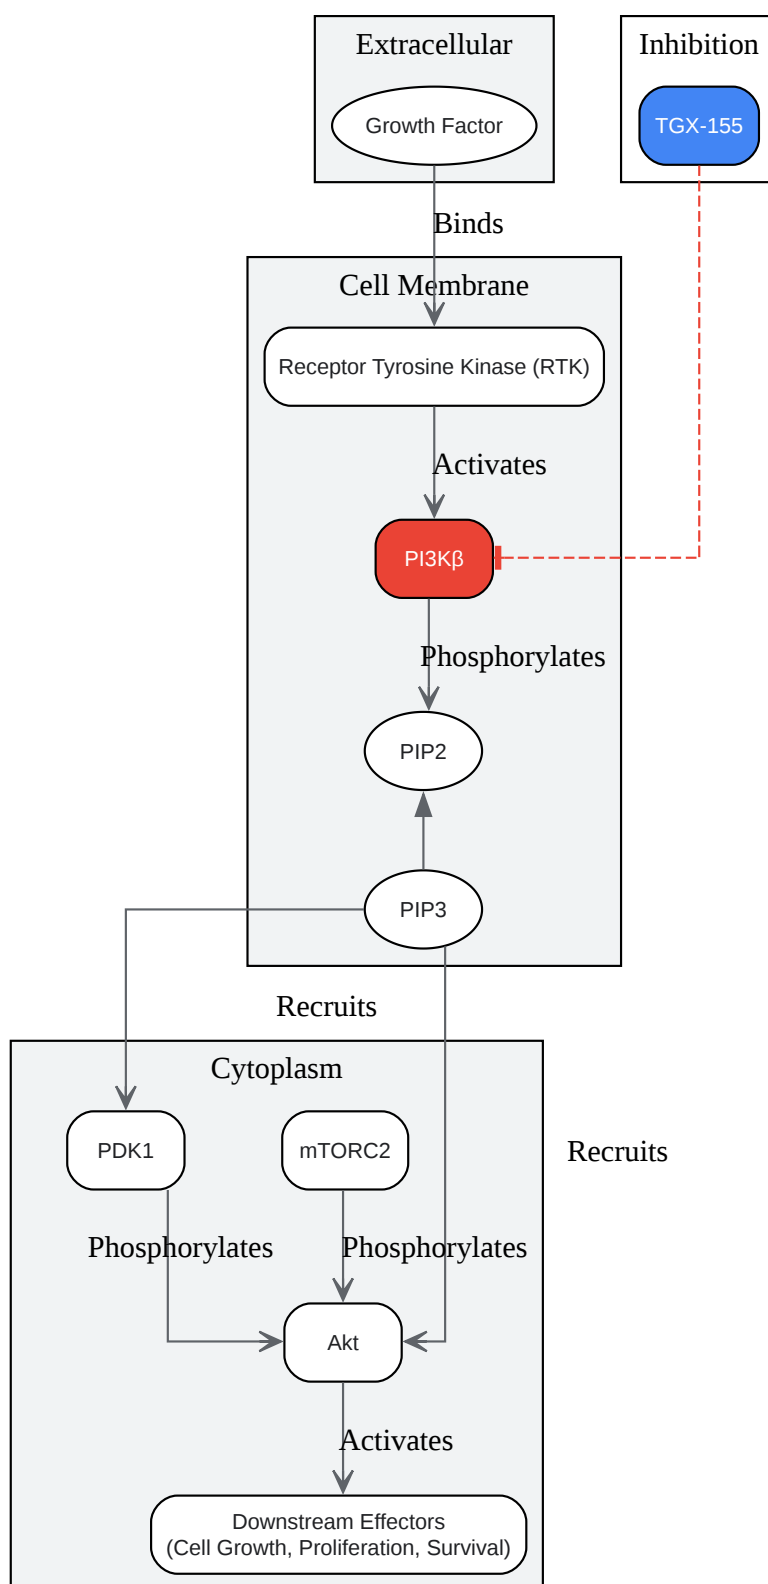 Extracellular
Inhibition
Growth Factor
TGX-155
Binds
Cell Membrane
Receptor Tyrosine Kinase (RTK)
Activates
PI3Kβ
Phosphorylates
PIP2
PIP3
Recruits
Cytoplasm
PDK1
mTORC2
Recruits
Phosphorylates
Phosphorylates
Akt
Activates
Downstream Effectors
(Cell Growth, Proliferation, Survival)